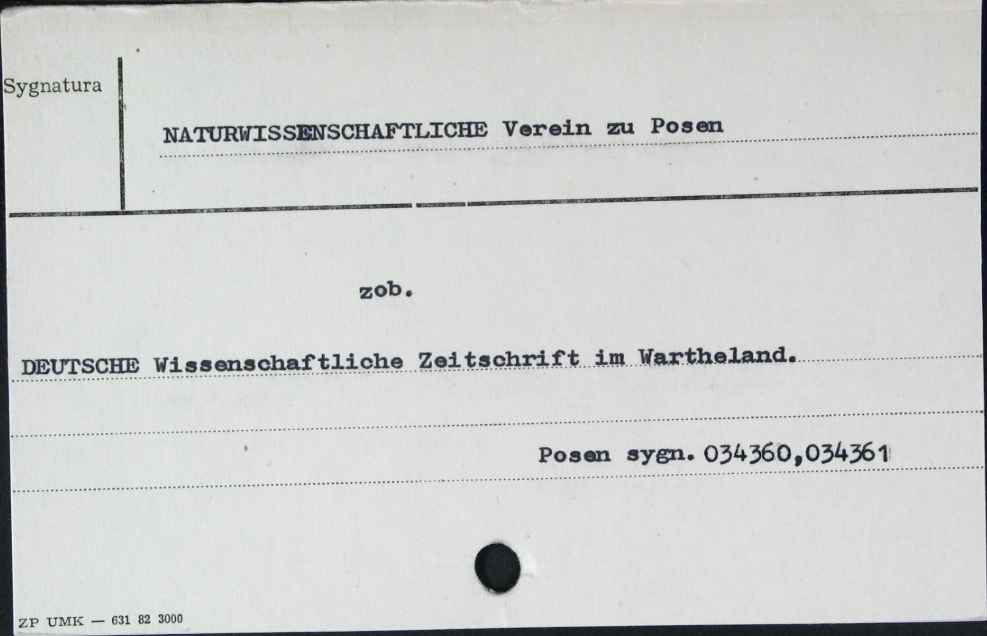 Sygnatura
NATURWISSENSCHAFTLICHE Verein zu Posen
zob.
DEUTSCHE Wissenschaftliche Zeitschrift im Wartheland.
Posen sygn. 034360,034361
ZP UMK — 631 82 3000